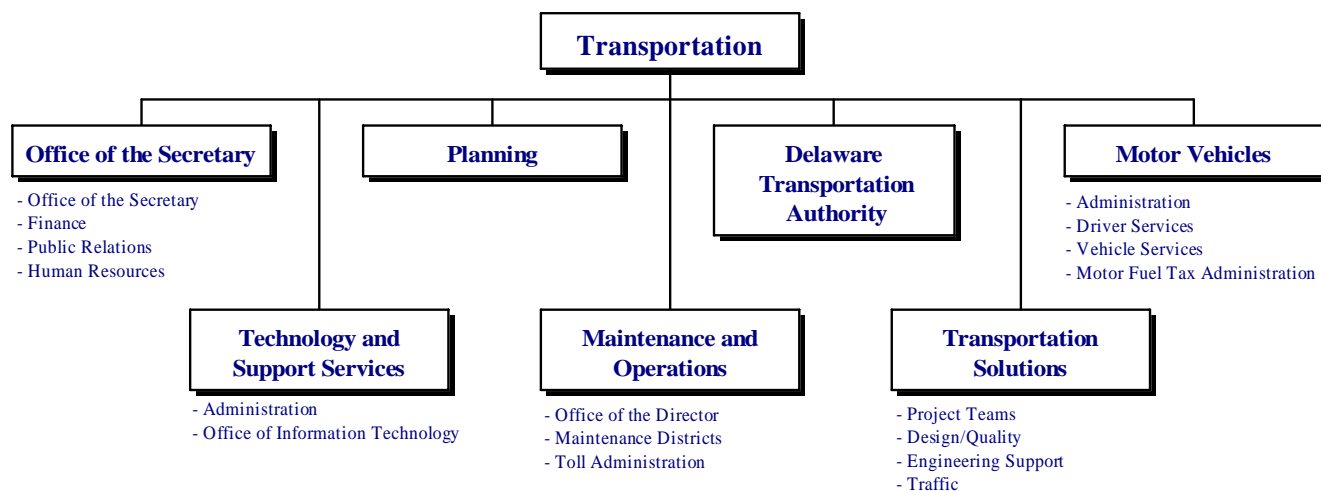 Transportation
Office of the Secretary
- Office of the Secretary
- Finance
- Public Relations
- Human Resources
Planning
Delaware
Transportation
Authority
Motor Vehicles
- Administration
- Driver Services
- Vehicle Services
- Motor Fuel Tax Administration
Technology and
Support Services
- Administration
- Office of Information Technology
Maintenance and
Operations
- Office of the Director
- Maintenance Districts
- Toll Administration
Transportation
Solutions
- Project Teams
- Design/Quality
- Engineering Support
- Traffic